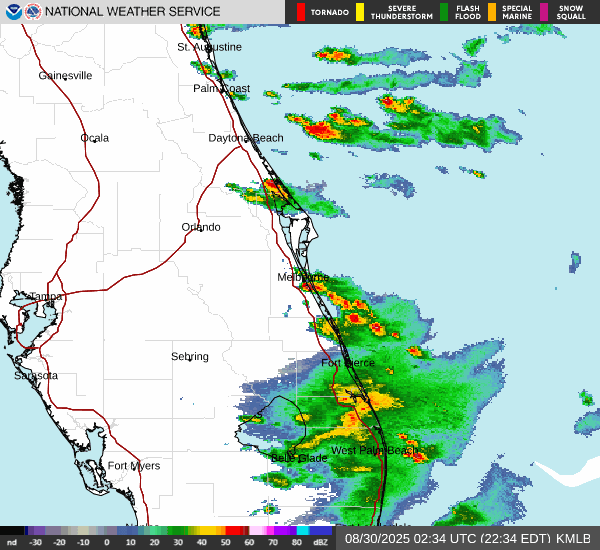 NATIONAL WEATHER SERVICE
TORNADO
SEVERE THUNDERSTORM
FLASH FLOOD
SPECIAL MARINE
SNOW SQUALL
St. Augustine
Gainesville
Palm Coast
Ocala
Daytona Beach
Orlando
Melbourne
Tampa
Sebring
Fort Pierce
Sarasota
West Palm Beach
Belle Glade
Fort Myers
nd -30 -20 -10 0 10 20 30 40 50 60 70 80 dBZ
08/30/2025 02:34 UTC (22:34 EDT) KMLB